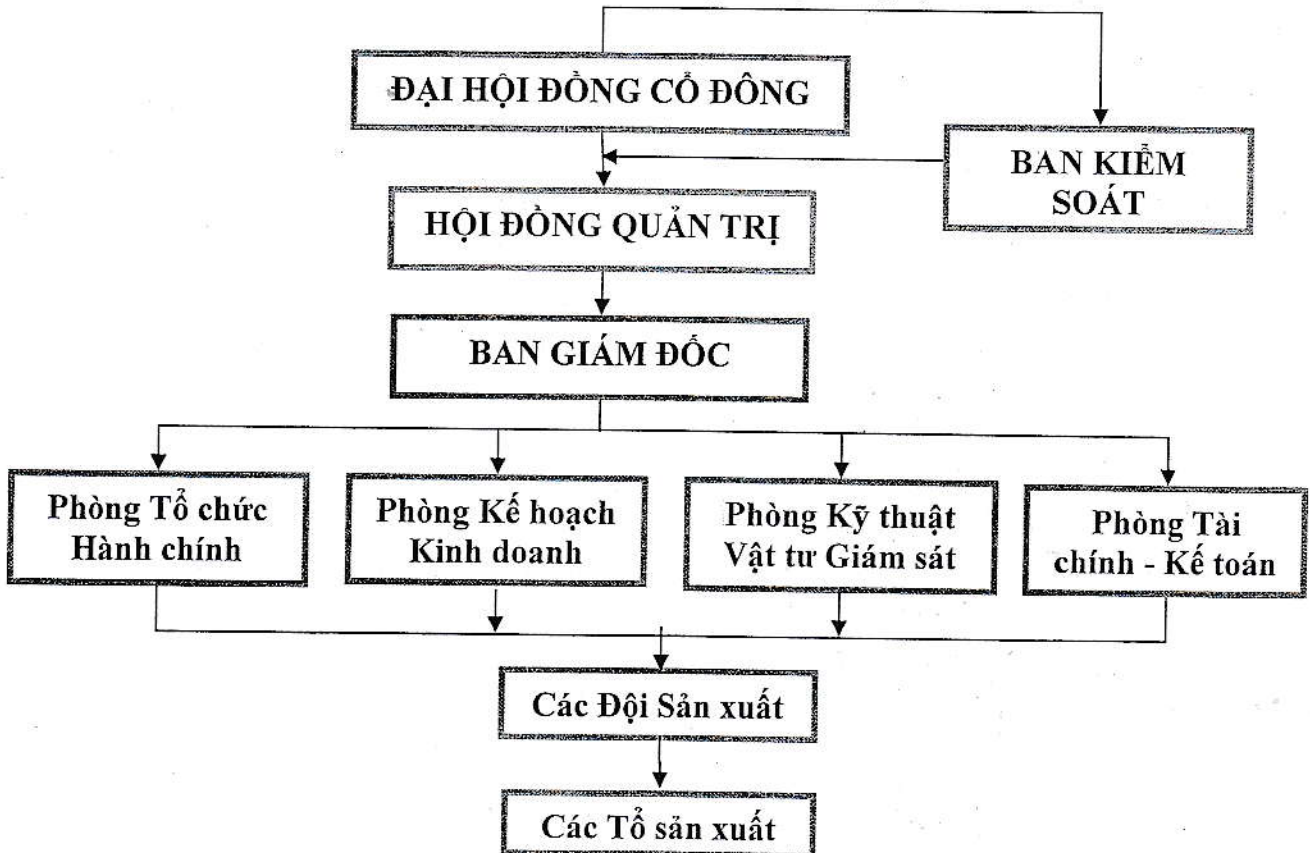 ĐẠI HỘI ĐỒNG CỔ ĐÔNG
BAN KIỂM
SOÁT
HỘI ĐỒNG QUẢN TRỊ
BAN GIÁM ĐỐC
Phòng Tổ chức
Hành chính
Phòng Kế hoạch
Kinh doanh
Phòng Kỹ thuật
Vật tư Giám sát
Phòng Tài
chính - Kế toán
Các Đội Sản xuất
Các Tổ sản xuất